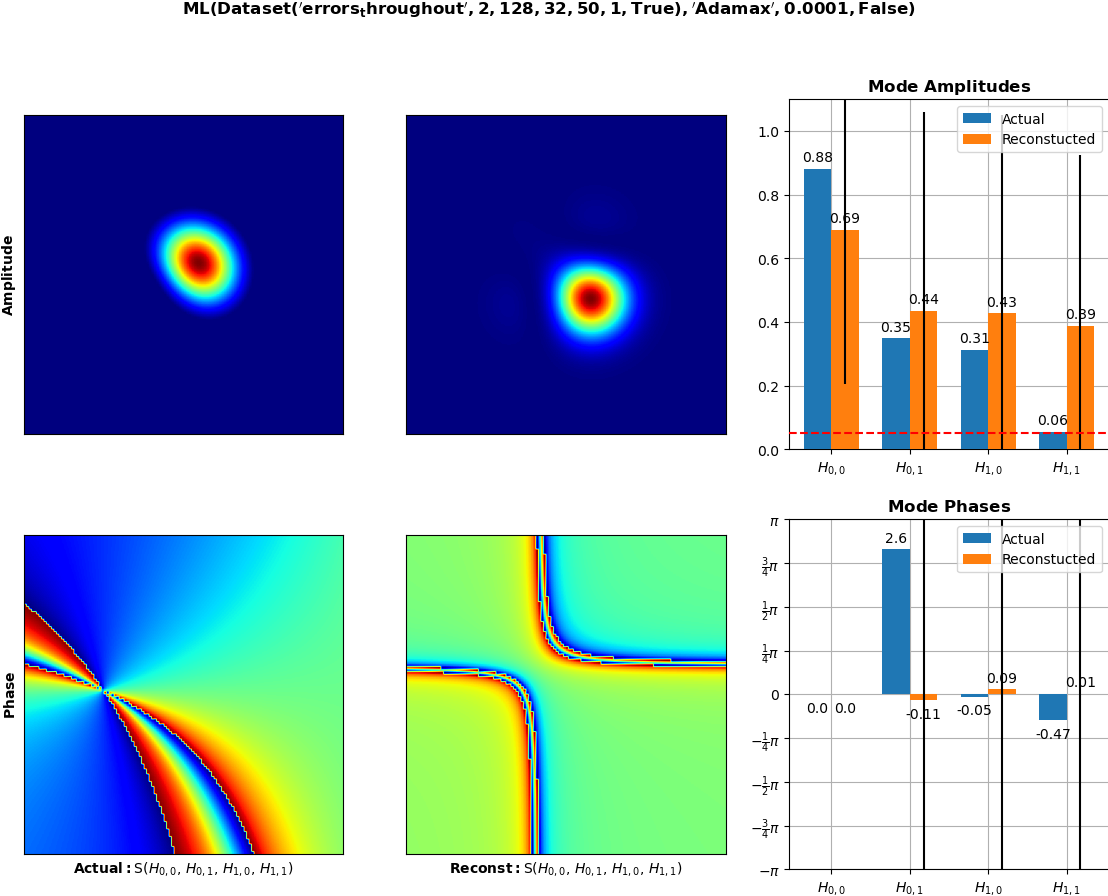 ML(Dataset('errors_throughout', 2, 128, 32, 50, 1, True), 'Adamax', 0.0001, False)
Amplitude
Mode Amplitudes
Actual
Reconstucted
1.0
0.8
0.6
0.4
0.2
0.0
0.88
0.69
0.35
0.44
0.31
0.43
0.06
0.39
H0,0
H0,1
H1,0
H1,1
Phase
Actual: S(H0,0, H0,1, H1,0, H1,1)
Reconst: S(H0,0, H0,1, H1,0, H1,1)
Mode Phases
Actual
Reconstucted
π
3/4π
1/2π
1/4π
0
−1/4π
−1/2π
−3/4π
−π
0.0
0.0
2.6
-0.11
-0.05
0.09
-0.47
0.01
H0,0
H0,1
H1,0
H1,1